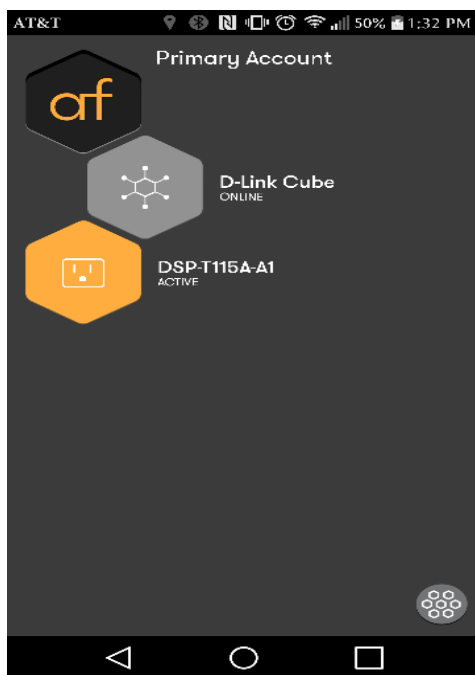 AT&T 50% 1:32 PM
Primary Account
af
D-Link Cube
ONLINE
DSP-T115A-A1
ACTIVE